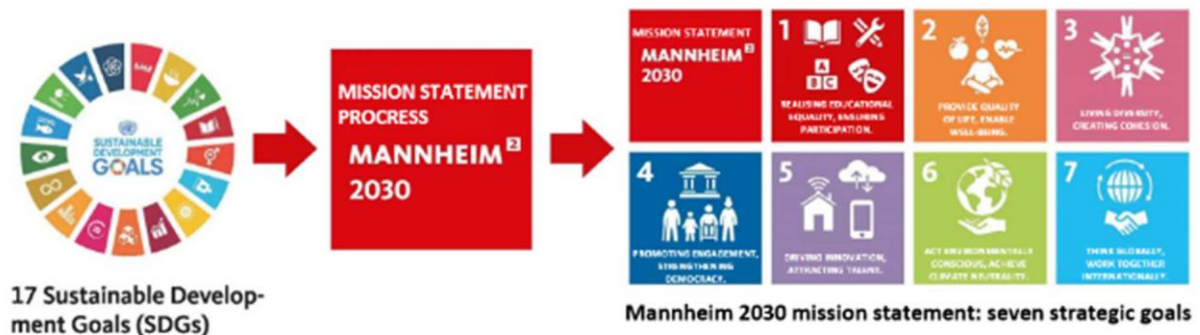 SUSTAINABLE
DEVELOPMENT
GOALS
17 Sustainable Develop-
ment Goals (SDGs)
MISSION STATEMENT
PROCRESS
MANNHEIM 2
2030
MISSION STATEMENT
MANNHEIM 2
2030
1
A
B C
REALISING EDUCATIONAL
EQUALITY, ENSURING
PARTICIPATION.
2
PROVIDE QUALITY
OF LIFE, ENABLE
WELL-BEING.
3
LIVING DIVERSITY,
CREATING COHESION.
4
PROMOTING ENGAGEMENT,
STRENGTHENING
DEMOCRACY.
5
DRIVING INNOVATION,
ATTRACTING TALENT.
6
ACT ENVIRONMENTALLY
CONSCIOUS, ACHIEVE
CLIMATE NEUTRALITY.
7
THINK GLOBALLY,
WORK TOGETHER
INTERNATIONALLY.
Mannheim 2030 mission statement: seven strategic goals